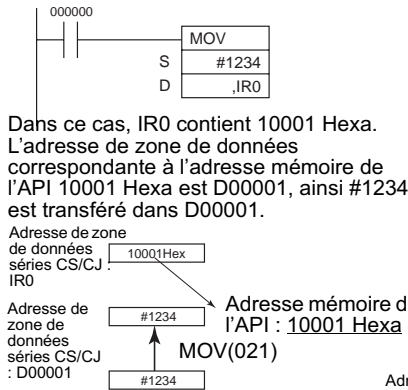 000000
MOV
S #1234
D ,IR0
Dans ce cas, IR0 contient 10001 Hexa.
L'adresse de zone de données
correspondante à l'adresse mémoire de
l'API 10001 Hexa est D00001, ainsi #1234
est transféré dans D00001.
Adresse de zone
de données
séries CS/CJ :
IR0
10001Hex
Adresse de
zone de
données
séries CS/CJ
: D00001
#1234
Adresse mémoire d
l'API : 10001 Hexa
MOV(021)
#1234
Adr